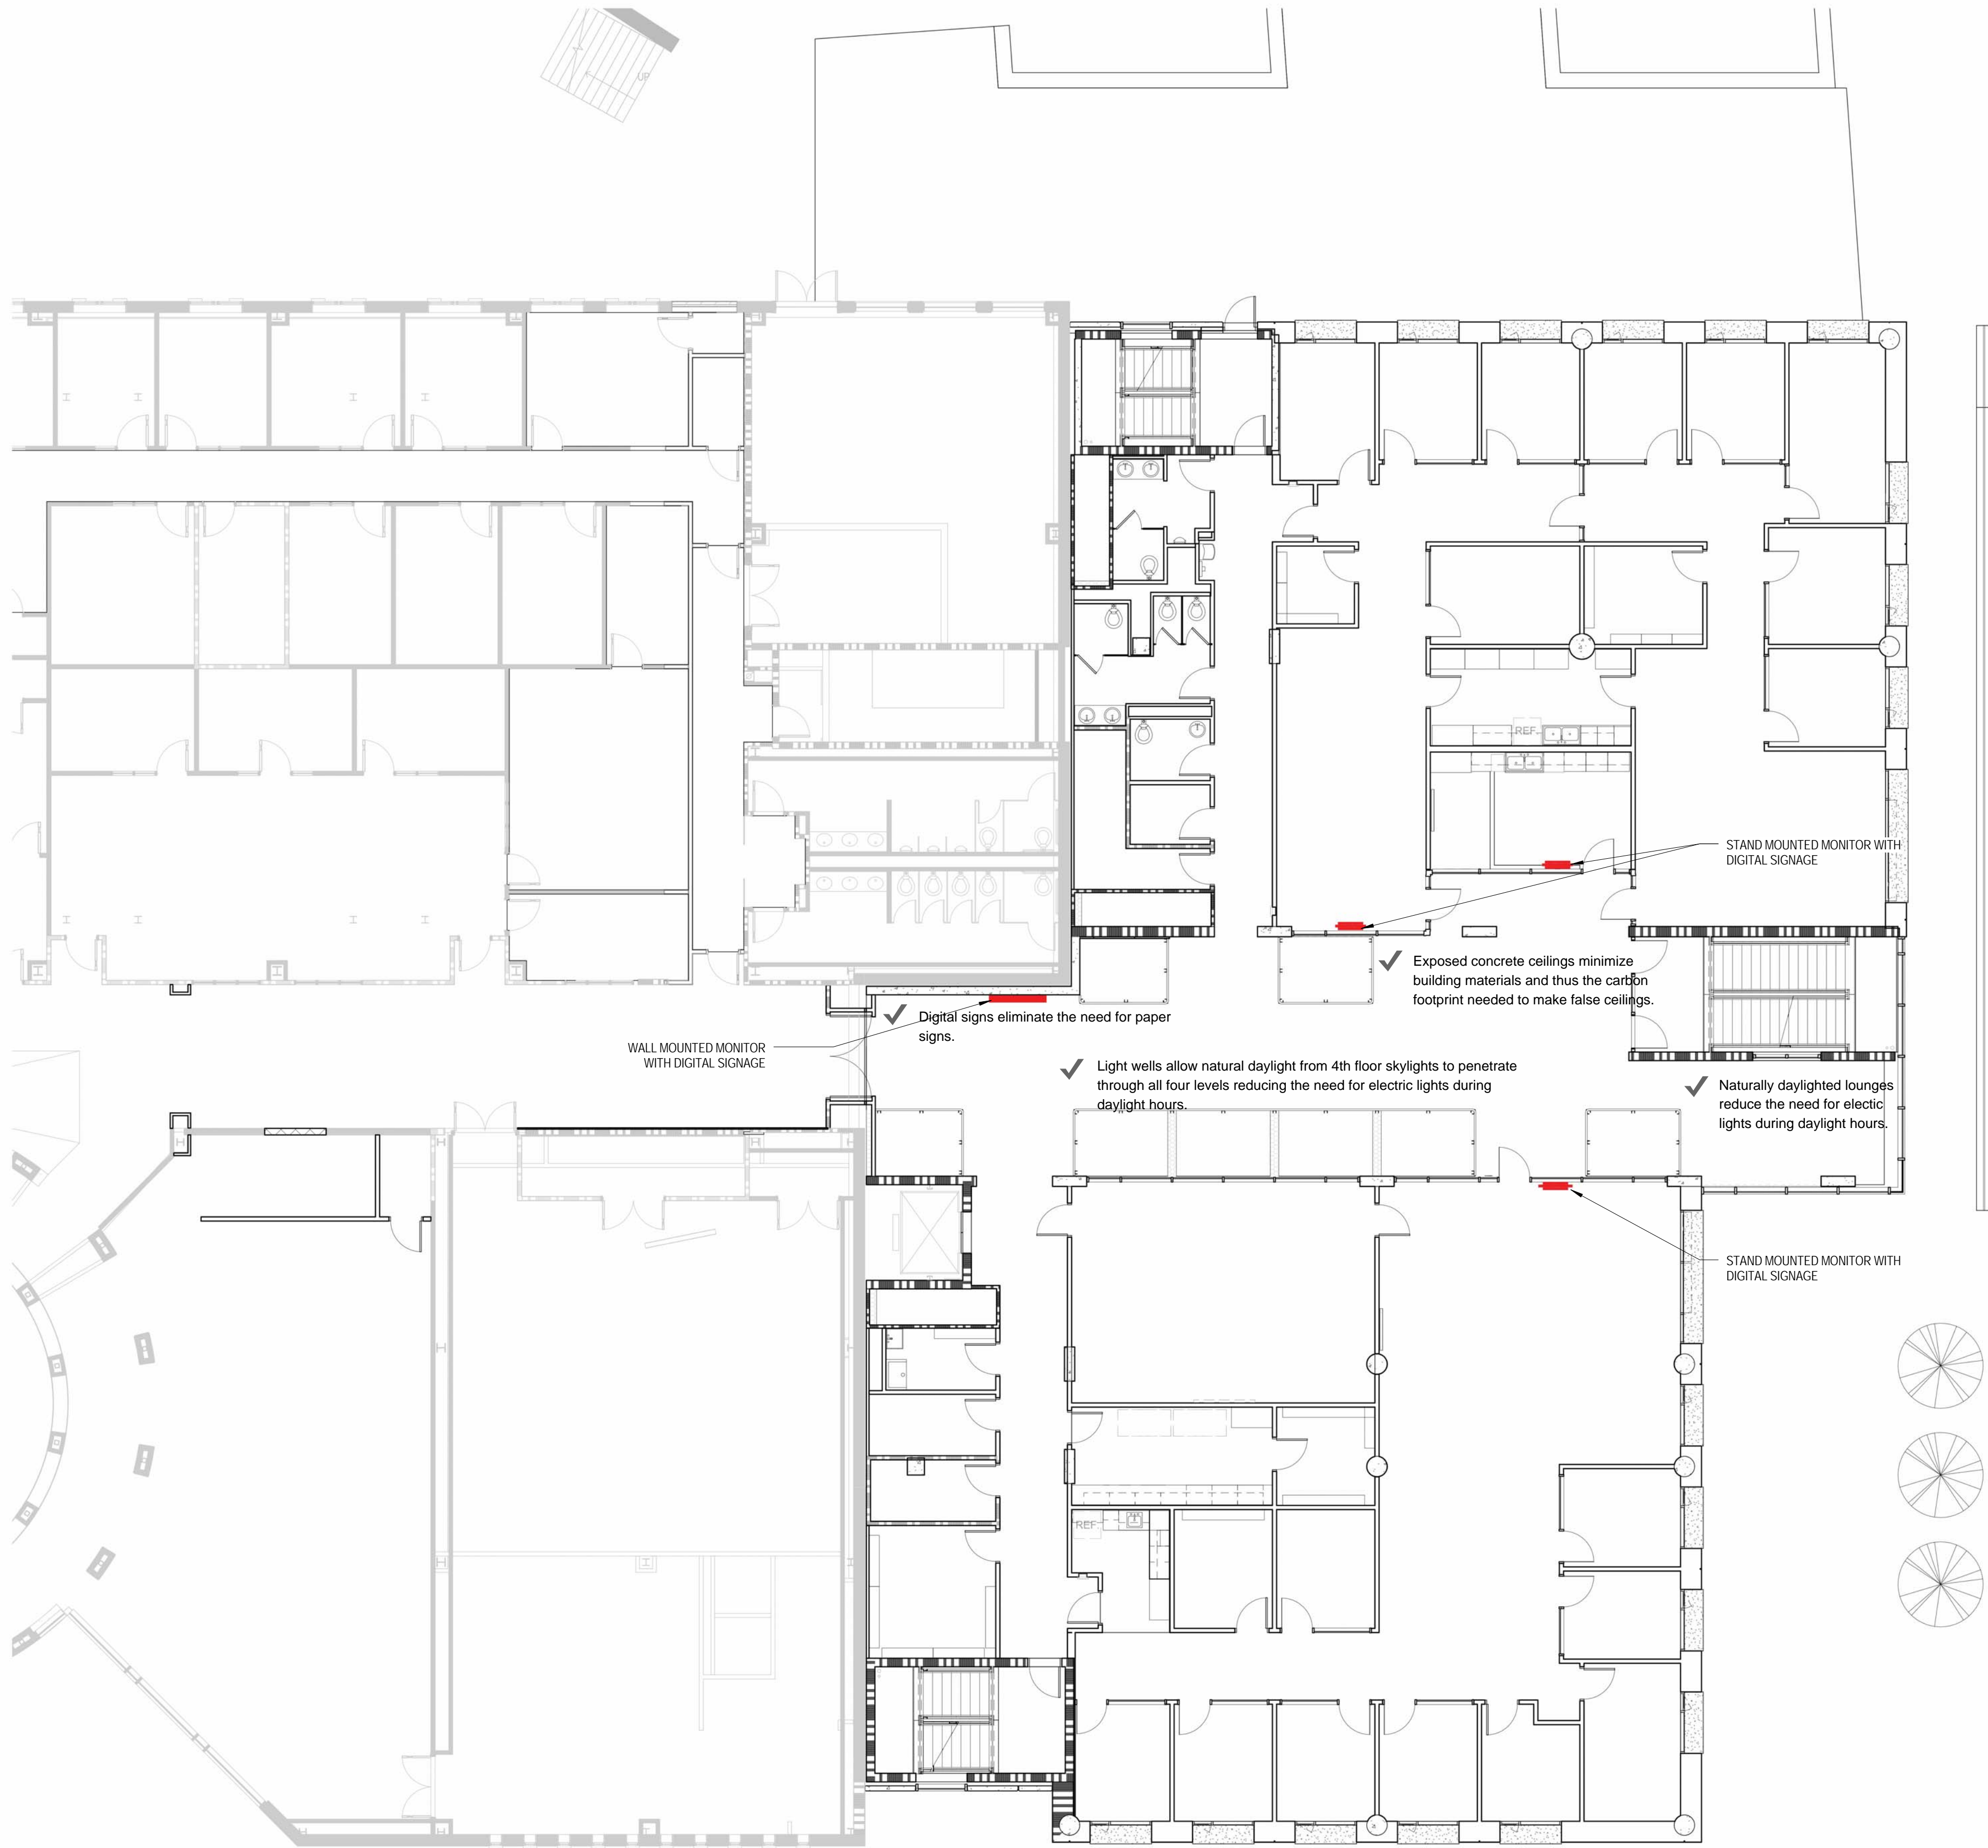 UP
REF.
STAND MOUNTED MONITOR WITH
DIGITAL SIGNAGE
Exposed concrete ceilings minimize
building materials and thus the carbon
footprint needed to make false ceilings.
Digital signs eliminate the need for paper
signs.
WALL MOUNTED MONITOR
WITH DIGITAL SIGNAGE
Light wells allow natural daylight from 4th floor skylights to penetrate
through all four levels reducing the need for electric lights during
daylight hours.
Naturally daylighted lounges
reduce the need for electic
lights during daylight hours.
STAND MOUNTED MONITOR WITH
DIGITAL SIGNAGE
REF.